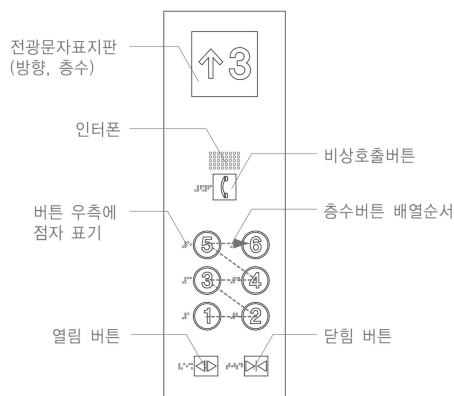 전광문자표지판
(방향, 층수)
3
인터폰
비상호출버튼
버튼 우측에
점자 표기
층수버튼 배열순서
5 6
3 4
1 2
열림 버튼
닫힘 버튼